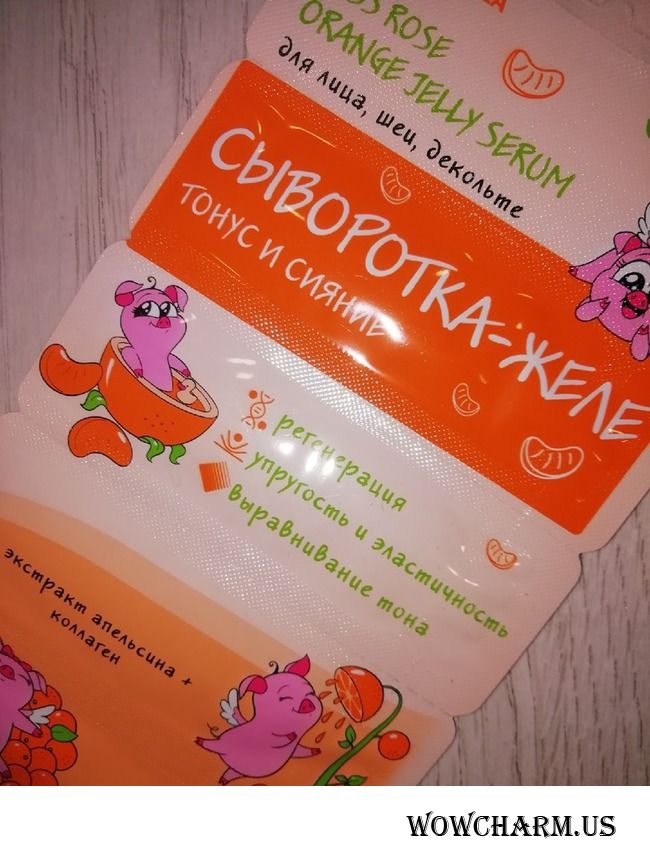 ROSE
ORANGE JELLY SERUM
для лица, шеи, декольте
СЫВОРОТКА-ЖЕЛЕ
ТОНУС И СИЯНИЕ
регенерация
упругость и эластичность
выравнивание тона
экстракт апельсина +
коллаген
WOWCHARM.US